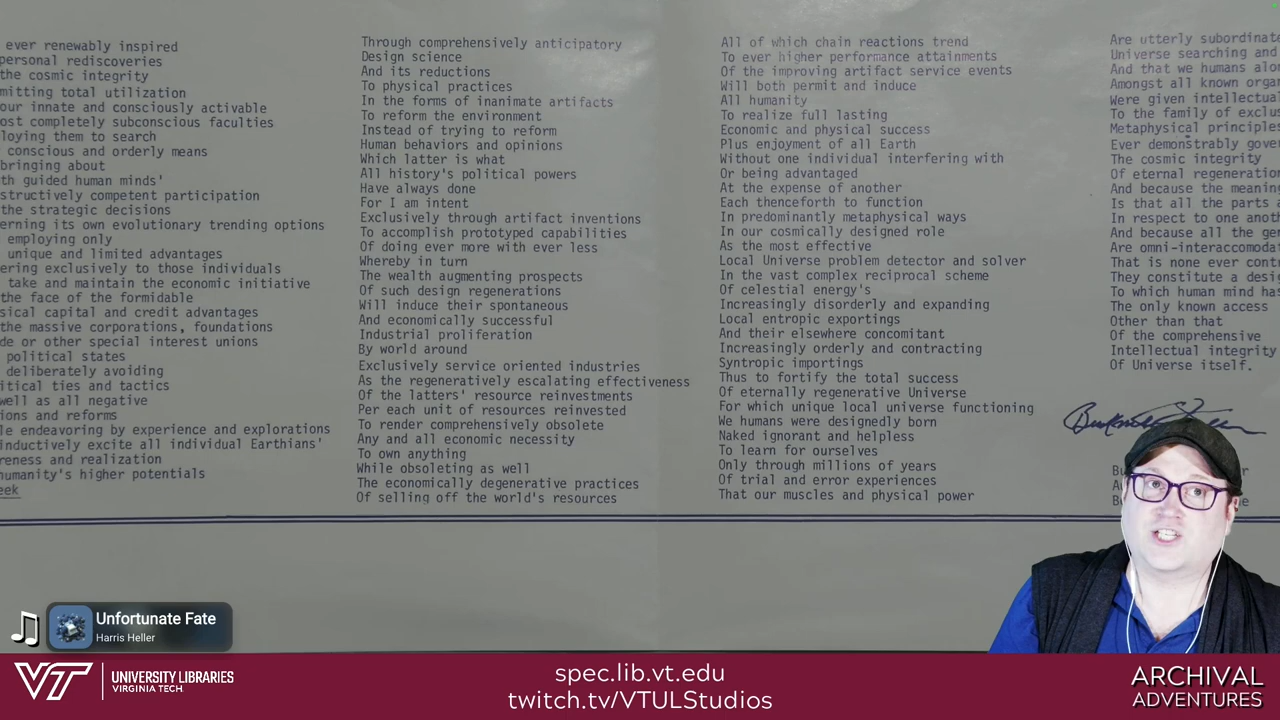 ever renewably inspired
personal rediscoveries
the cosmic integrity
mitting total utilization
our innate and consciously activable
ost completely subconscious faculties
loying them to search
conscious and orderly means
bringing about
th guided human minds'
structively competent participation
the strategic decisions
erning its own evolutionary trending options
employing only
unique and limited advantages
ering exclusively to those individuals
take and maintain the economic initiative
the face of the formidable
sical capital and credit advantages
the massive corporations, foundations
de or other special interest unions
political states
deliberately avoiding
itical ties and tactics
well as all negative
ions and reforms
le endeavoring by experience and explorations
inductively excite all individual Earthians'
reness and realization
humanity's higher potentials
eek
Through comprehensively anticipatory
Design science
And its reductions
To physical practices
In the forms of inanimate artifacts
To reform the environment
Instead of trying to reform
Human behaviors and opinions
Which latter is what
All history's political powers
Have always done
For I am intent
Exclusively through artifact inventions
To accomplish prototyped capabilities
Of doing ever more with ever less
Whereby in turn
The wealth augmenting prospects
Of such design regenerations
Will induce their spontaneous
And economically successful
Industrial proliferation
By world around
Exclusively service oriented industries
As the regeneratively escalating effectiveness
Of the latters' resource reinvestments
Per each unit of resources reinvested
To render comprehensively obsolete
Any and all economic necessity
To own anything
While obsoleting as well
The economically degenerative practices
Of selling off the world's resources
All of which chain reactions trend
To ever higher performance attainments
Of the improving artifact service events
Will both permit and induce
All humanity
To realize full lasting
Economic and physical success
Plus enjoyment of all Earth
Without one individual interfering with
Or being advantaged
At the expense of another
Each thenceforth to function
In predominantly metaphysical ways
In our cosmically designed role
As the most effective
Local Universe problem detector and solver
In the vast complex reciprocal scheme
Of celestial energy's
Increasingly disorderly and expanding
Local entropic exportings
And their elsewhere concomitant
Increasingly orderly and contracting
Syntropic importings
Thus to fortify the total success
Of eternally regenerative Universe
For which unique local universe functioning
We humans were designedly born
Naked ignorant and helpless
To learn for ourselves
Only through millions of years
Of trial and error experiences
That our muscles and physical power
Are utterly subordinate
Universe searching and
And that we humans alon
Amongst all known organ
Were given intellectual
To the family of exclus
Metaphysical principles
Ever demonstrably gove
The cosmic integrity
Of eternal regeneration
And because the meanin
Is that all the parts a
In respect to one anot
And because all the gen
Are omni-interaccomodat
That is none ever contr
They constitute a desi
To which human mind has
The only known access
Other than that
Of the comprehensive
Intellectual integrity
Of Universe itself.
Unfortunate Fate
Harris Heller
VT UNIVERSITY LIBRARIES
VIRGINIA TECH.
spec.lib.vt.edu
twitch.tv/VTULStudios
ARCHIVAL
ADVENTURES